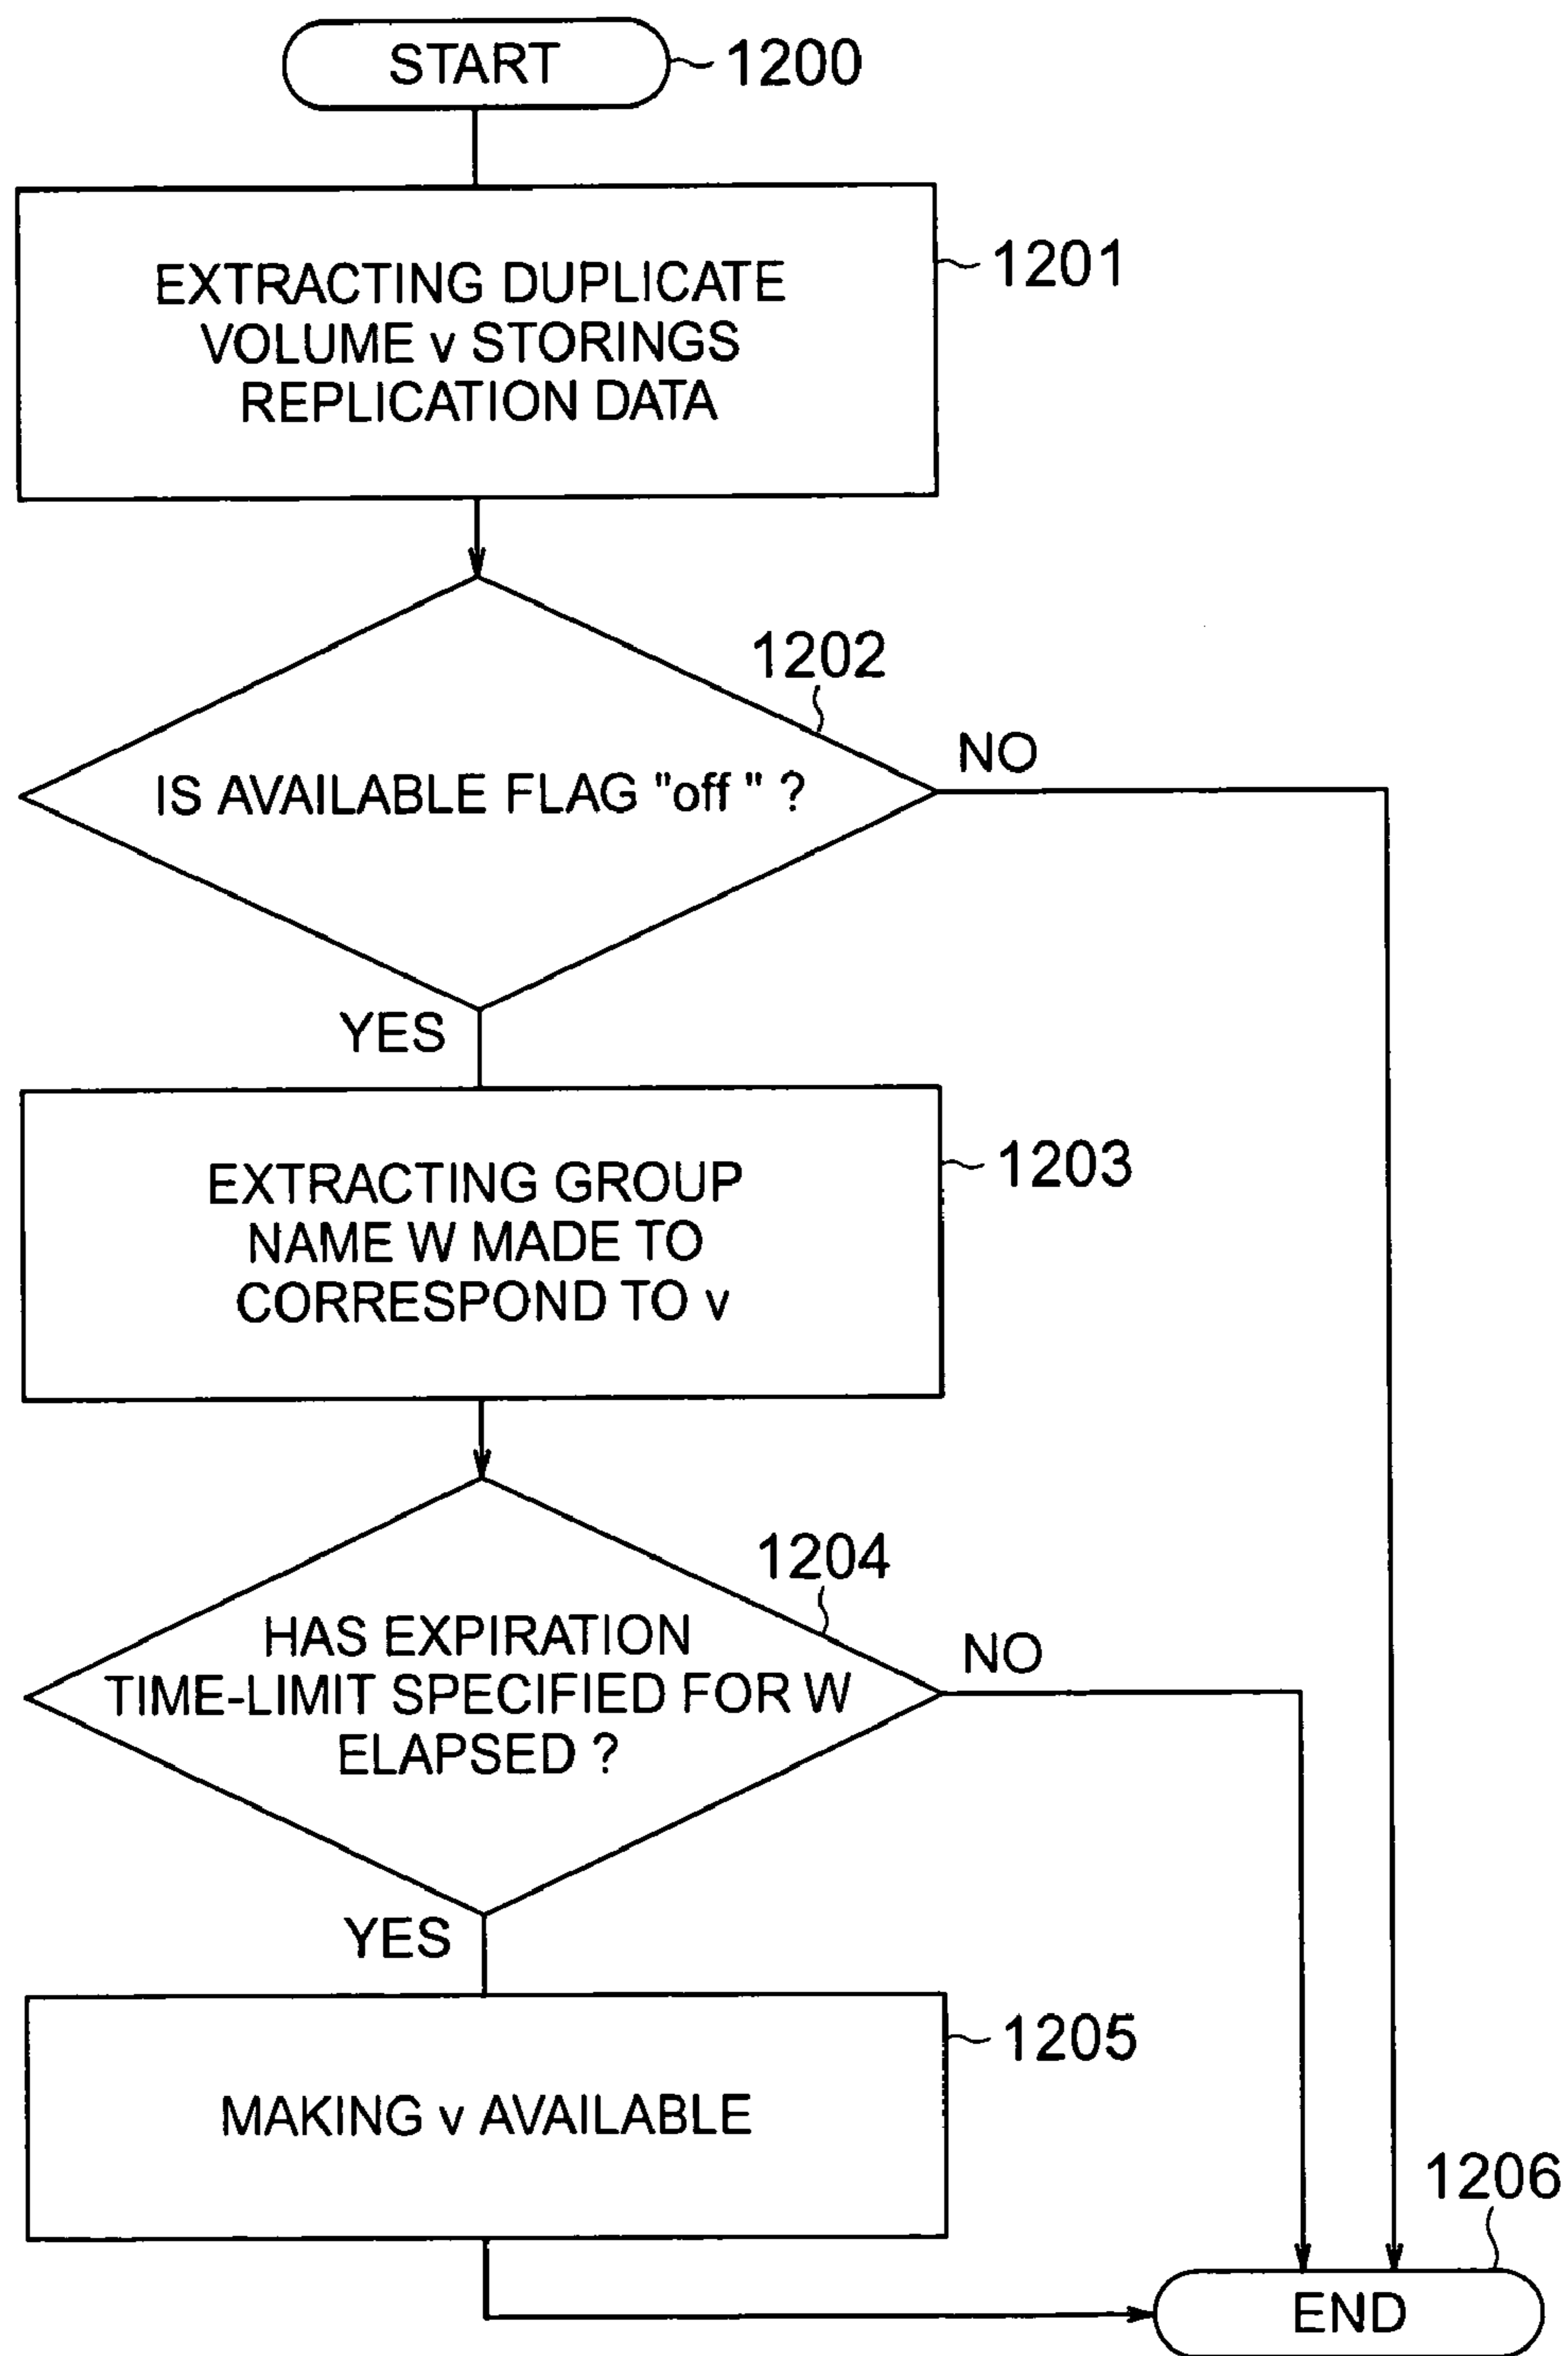 START
1200
EXTRACTING DUPLICATE
VOLUME v STORINGS
REPLICATION DATA
1201
1202
IS AVAILABLE FLAG "off " ?
NO
YES
EXTRACTING GROUP
NAME W MADE TO
CORRESPOND TO v
1203
1204
HAS EXPIRATION
TIME-LIMIT SPECIFIED FOR W
ELAPSED ?
NO
YES
MAKING v AVAILABLE
1205
1206
END